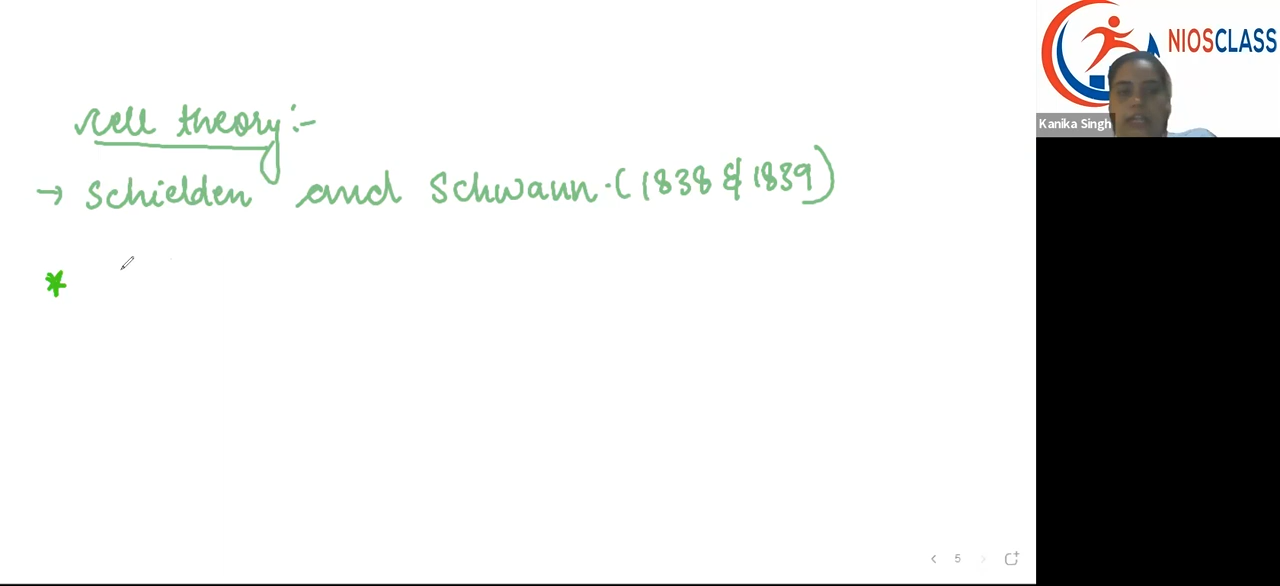 Cell theory:-
→ Schielden and Schwann. (1838 & 1839)
*
NIOSCLASS
Kanika Singh
5